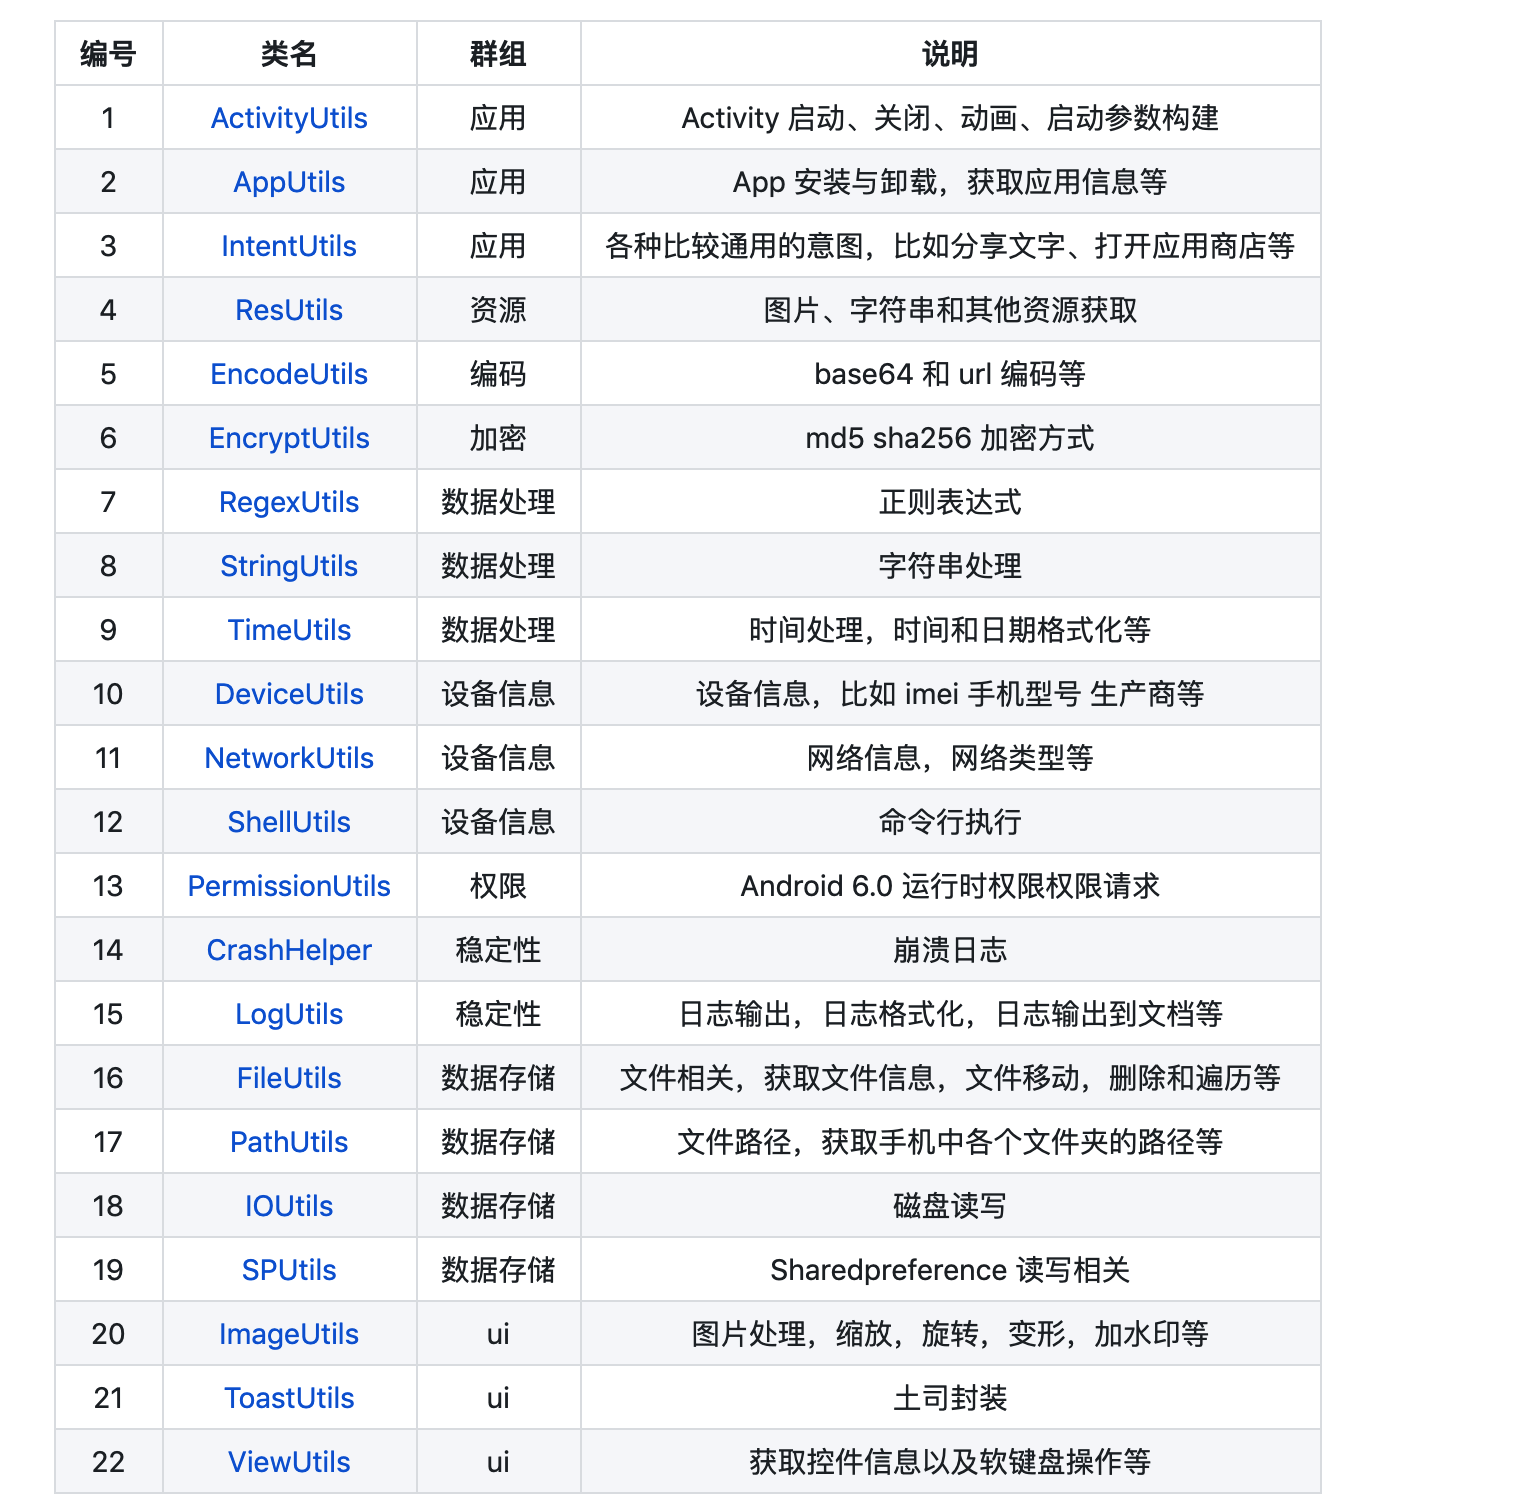 编号 类名 群组 说明
1 ActivityUtils 应用 Activity 启动、关闭、动画、启动参数构建
2 AppUtils 应用 App 安装与卸载，获取应用信息等
3 IntentUtils 应用 各种比较通用的意图，比如分享文字、打开应用商店等
4 ResUtils 资源 图片、字符串和其他资源获取
5 EncodeUtils 编码 base64 和 url 编码等
6 EncryptUtils 加密 md5 sha256 加密方式
7 RegexUtils 数据处理 正则表达式
8 StringUtils 数据处理 字符串处理
9 TimeUtils 数据处理 时间处理，时间和日期格式化等
10 DeviceUtils 设备信息 设备信息，比如 imei 手机型号 生产商等
11 NetworkUtils 设备信息 网络信息，网络类型等
12 ShellUtils 设备信息 命令行执行
13 PermissionUtils 权限 Android 6.0 运行时权限权限请求
14 CrashHelper 稳定性 崩溃日志
15 LogUtils 稳定性 日志输出，日志格式化，日志输出到文档等
16 FileUtils 数据存储 文件相关，获取文件信息，文件移动，删除和遍历等
17 PathUtils 数据存储 文件路径，获取手机中各个文件夹的路径等
18 IOUtils 数据存储 磁盘读写
19 SPUtils 数据存储 Sharedpreference 读写相关
20 ImageUtils ui 图片处理，缩放，旋转，变形，加水印等
21 ToastUtils ui 土司封装
22 ViewUtils ui 获取控件信息以及软键盘操作等